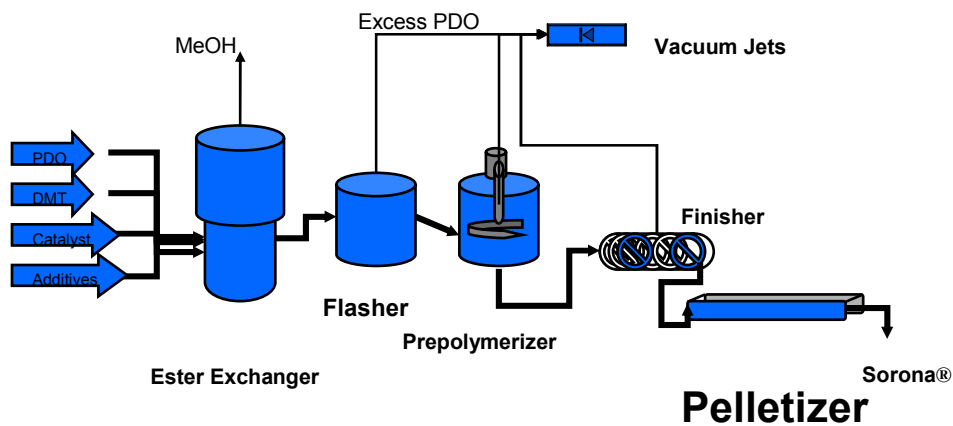 Excess PDO
MeOH
Vacuum Jets
PDO
DMT
Catalyst
Additives
Finisher
Flasher
Prepolymerizer
Ester Exchanger
Sorona®
Pelletizer